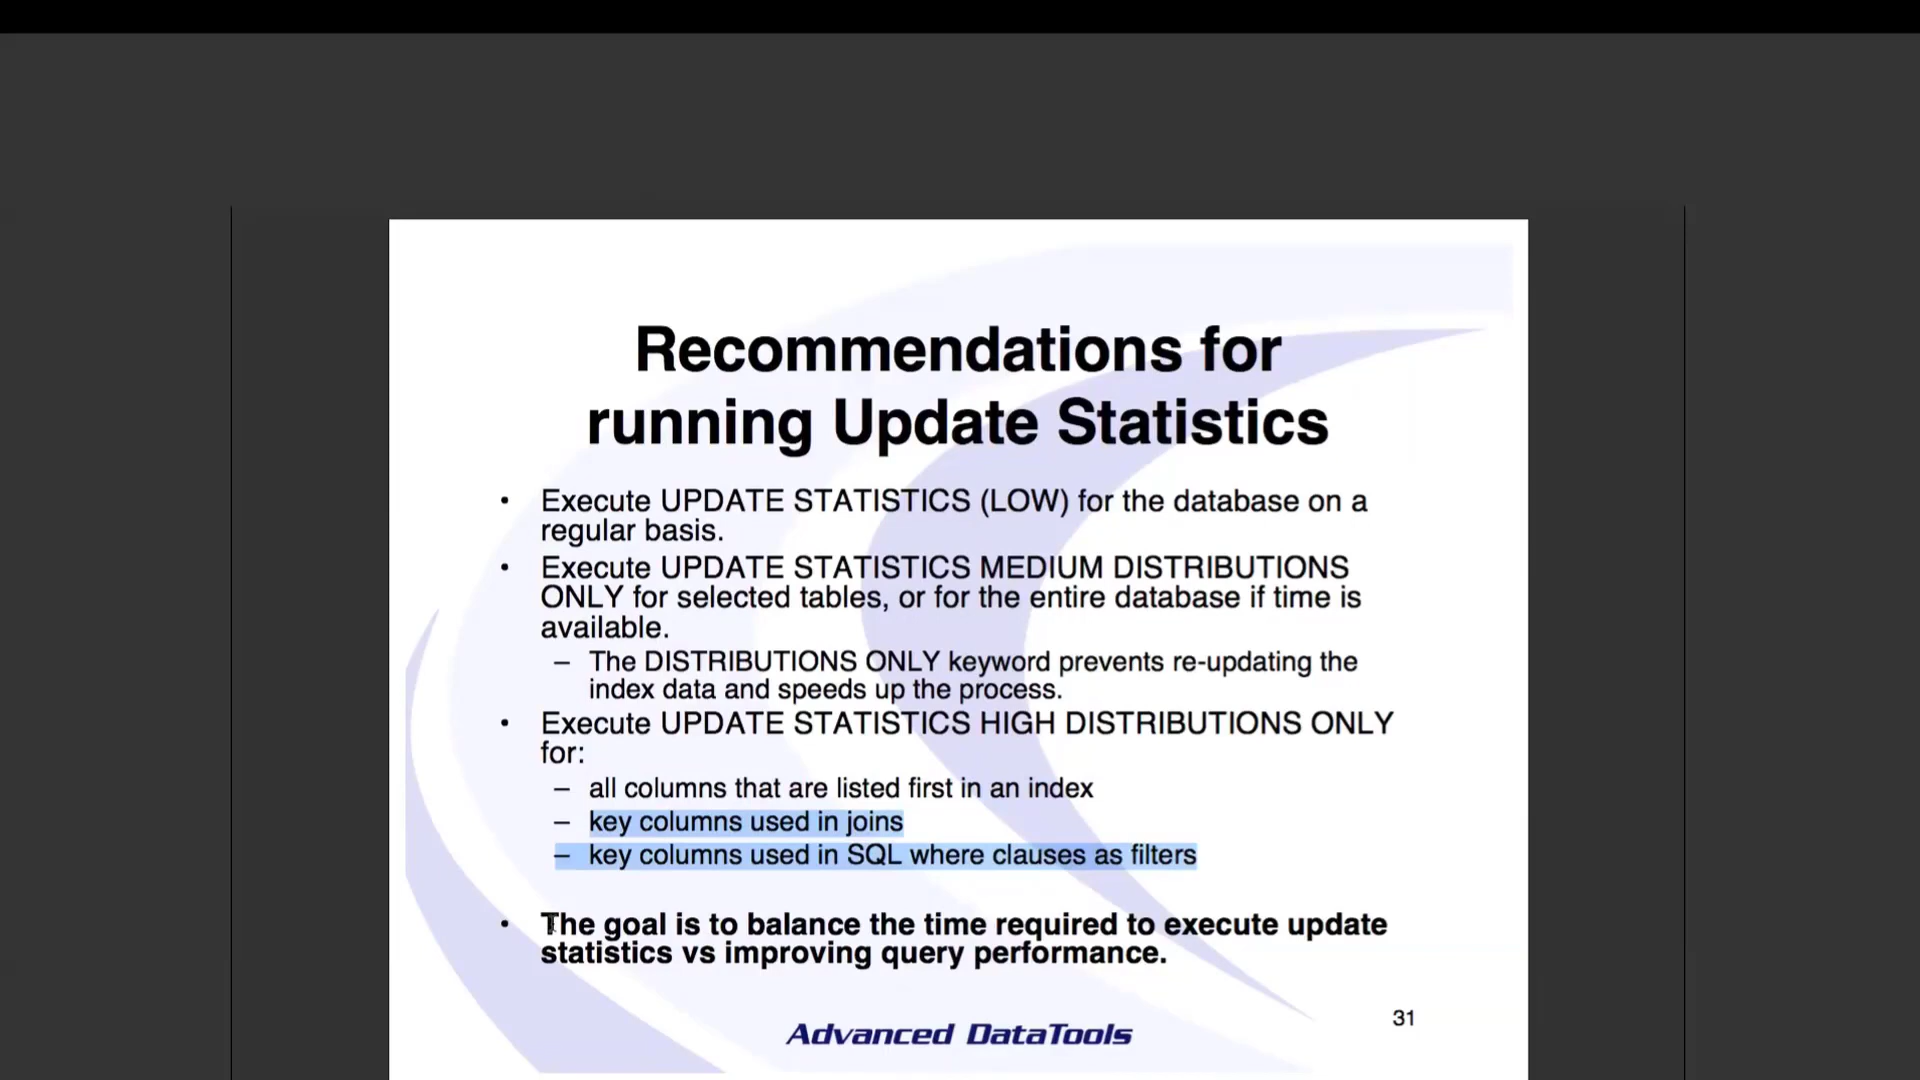 Recommendations for
running Update Statistics
• Execute UPDATE STATISTICS (LOW) for the database on a
regular basis.
• Execute UPDATE STATISTICS MEDIUM DISTRIBUTIONS
ONLY for selected tables, or for the entire database if time is
available.
– The DISTRIBUTIONS ONLY keyword prevents re-updating the
index data and speeds up the process.
• Execute UPDATE STATISTICS HIGH DISTRIBUTIONS ONLY
for:
– all columns that are listed first in an index
– key columns used in joins
– key columns used in SQL where clauses as filters
• The goal is to balance the time required to execute update
statistics vs improving query performance.
31
Advanced DataTools